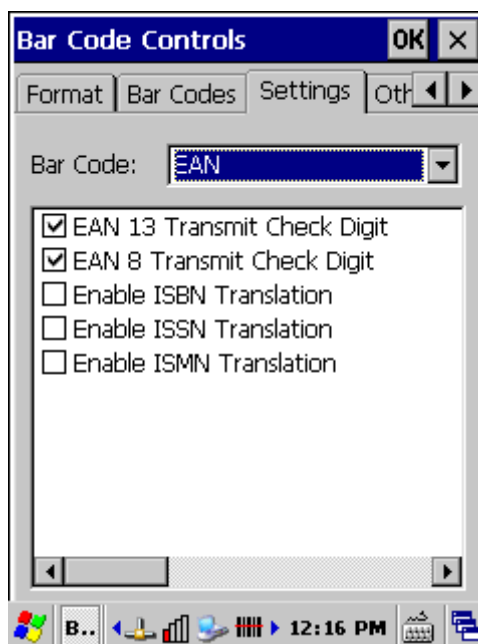 Bar Code Controls OK ×
Format Bar Codes Settings Oth
Bar Code: EAN
EAN 13 Transmit Check Digit
EAN 8 Transmit Check Digit
Enable ISBN Translation
Enable ISSN Translation
Enable ISMN Translation
B.. 12:16 PM